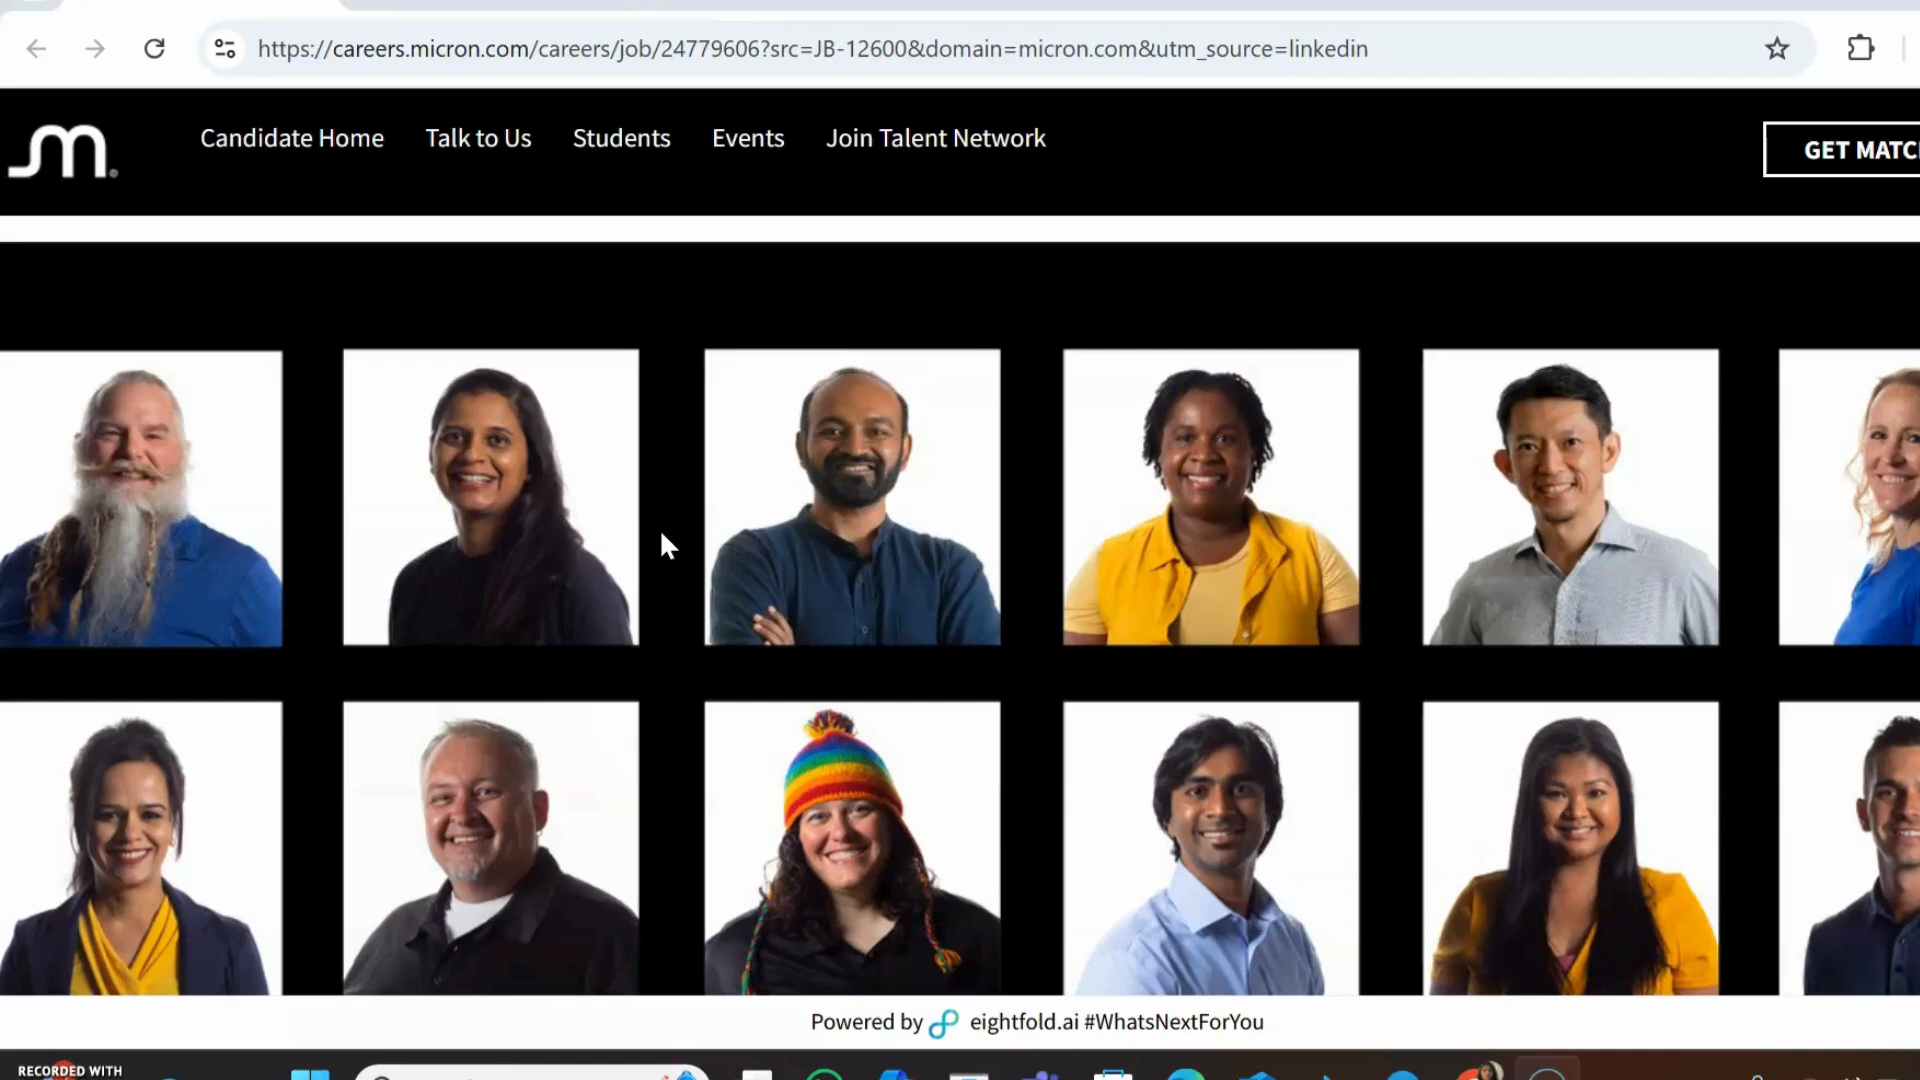 https://careers.micron.com/careers/job/24779606?src=JB-12600&domain=micron.com&utm_source=linkedin
Candidate Home Talk to Us Students Events Join Talent Network
GET MATC
Powered by eightfold.ai #WhatsNextForYou
RECORDED WITH